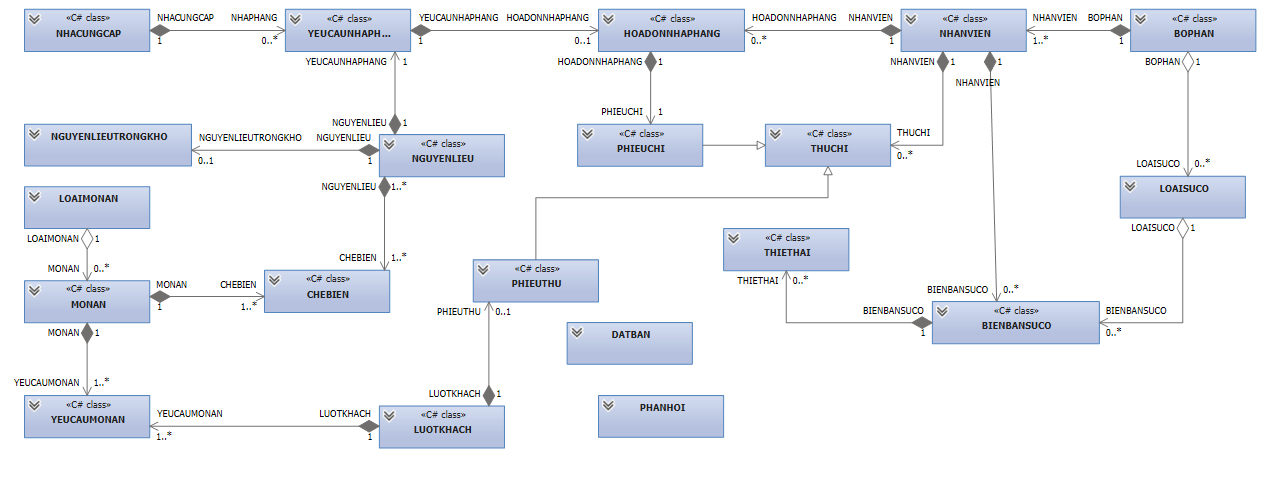 «C# class»
NHACUNGCAP
NHACUNGCAP
1
NHAPHANG
0..*
«C# class»
YEUCAUNHAPH...
YEUCAUNHAPHANG
1
HOADONNHAPHANG
0..1
«C# class»
HOADONNHAPHANG
HOADONNHAPHANG
0..*
NHANVIEN
1
«C# class»
NHANVIEN
NHANVIEN
1..*
BOPHAN
1
«C# class»
BOPHAN
YEUCAUNHAPHANG
1
HOADONNHAPHANG
1
NHANVIEN
1
1
NHANVIEN
BOPHAN
1
PHIEUCHI
1
NGUYENLIEU
1
«C# class»
NGUYENLIEUTRONGKHO
NGUYENLIEUTRONGKHO
0..1
NGUYENLIEU
1
«C# class»
NGUYENLIEU
«C# class»
PHIEUCHI
«C# class»
THUCHI
THUCHI
0..*
LOAISUCO
0..*
«C# class»
LOAISUCO
NGUYENLIEU
1..*
LOAIMONAN
LOAIMONAN
1
LOAISUCO
1
«C# class»
THIETHAI
CHEBIEN
1..*
MONAN
0..*
THIETHAI
0..*
BIENBANSUCO
0..*
«C# class»
MONAN
MONAN
1
CHEBIEN
1..*
«C# class»
CHEBIEN
«C# class»
PHIEUTHU
PHIEUTHU
0..1
BIENBANSUCO
1
«C# class»
BIENBANSUCO
BIENBANSUCO
0..*
MONAN
1
DATBAN
YEUCAUMONAN
1..*
LUOTKHACH
1
«C# class»
YEUCAUMONAN
YEUCAUMONAN
1..*
LUOTKHACH
1
«C# class»
LUOTKHACH
PHANHOI